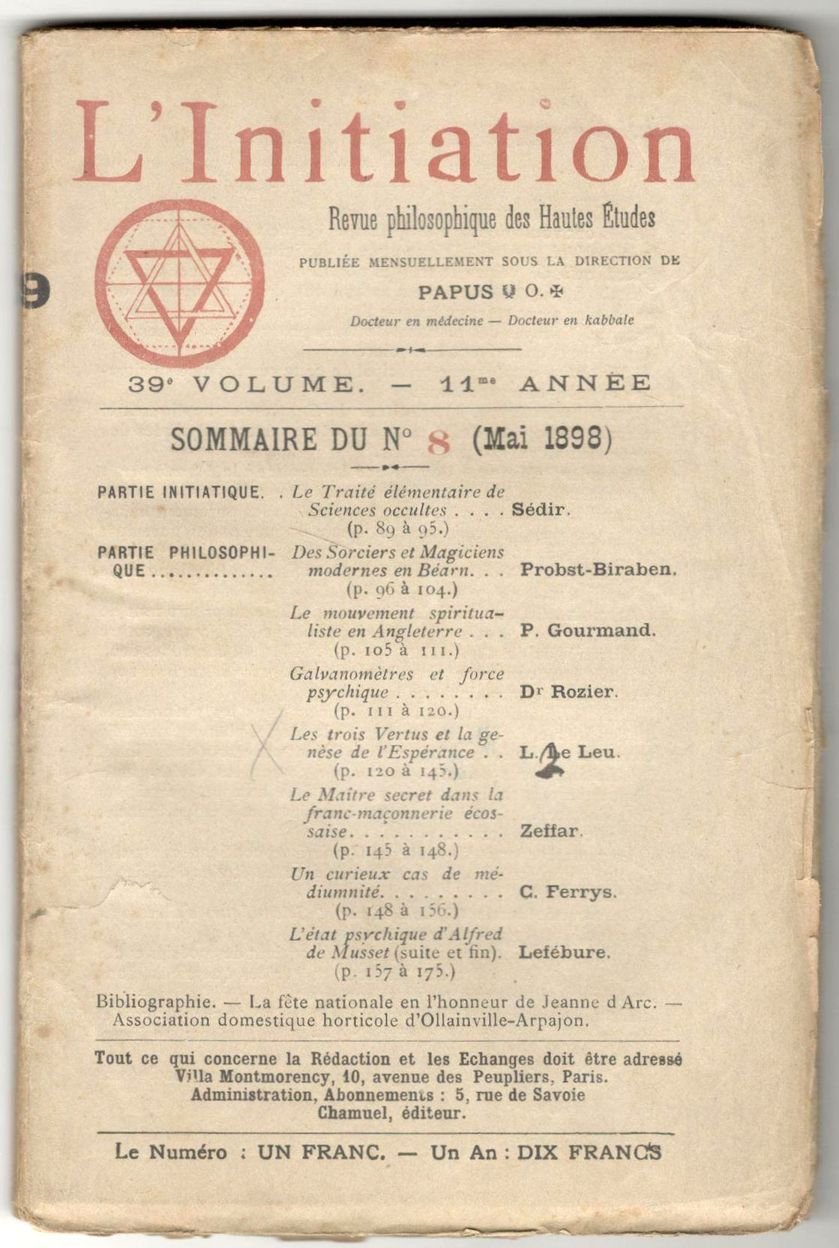 L'Initiation
Revue philosophique des Hautes Études
PUBLIÉE MENSUELLEMENT SOUS LA DIRECTION DE
PAPUS O. ✠
Docteur en médecine — Docteur en kabbale
9
39e VOLUME. — 11me ANNÉE
SOMMAIRE DU No 8 (Mai 1898)
PARTIE INITIATIQUE. . Le Traité élémentaire de
Sciences occultes . . . . Sédir.
(p. 89 à 95.)
PARTIE PHILOSOPHI- Des Sorciers et Magiciens
QUE.............. modernes en Béarn. . . Probst-Biraben.
(p. 96 à 104.)
Le mouvement spiritua-
liste en Angleterre . . . P. Gourmand.
(p. 105 à 111.)
Galvanomètres et force
psychique . . . . . . . . Dr Rozier.
(p. 111 à 120.)
Les trois Vertus et la ge-
nèse de l'Espérance . . L. Le Leu.
(p. 120 à 145.)
Le Maître secret dans la
franc-maçonnerie écos-
saise. . . . . . . . . . . Zeffar.
(p. 145 à 148.)
Un curieux cas de mé-
diumnité. . . . . . . . . C. Ferrys.
(p. 148 à 156.)
L'état psychique d'Alfred
de Musset (suite et fin). Lefébure.
(p. 157 à 175.)
Bibliographie. — La fête nationale en l'honneur de Jeanne d Arc. —
Association domestique horticole d'Ollainville-Arpajon.
Tout ce qui concerne la Rédaction et les Echanges doit être adressé
Villa Montmorency, 10, avenue des Peupliers, Paris.
Administration, Abonnements : 5, rue de Savoie
Chamuel, éditeur.
Le Numéro : UN FRANC. — Un An : DIX FRANCS